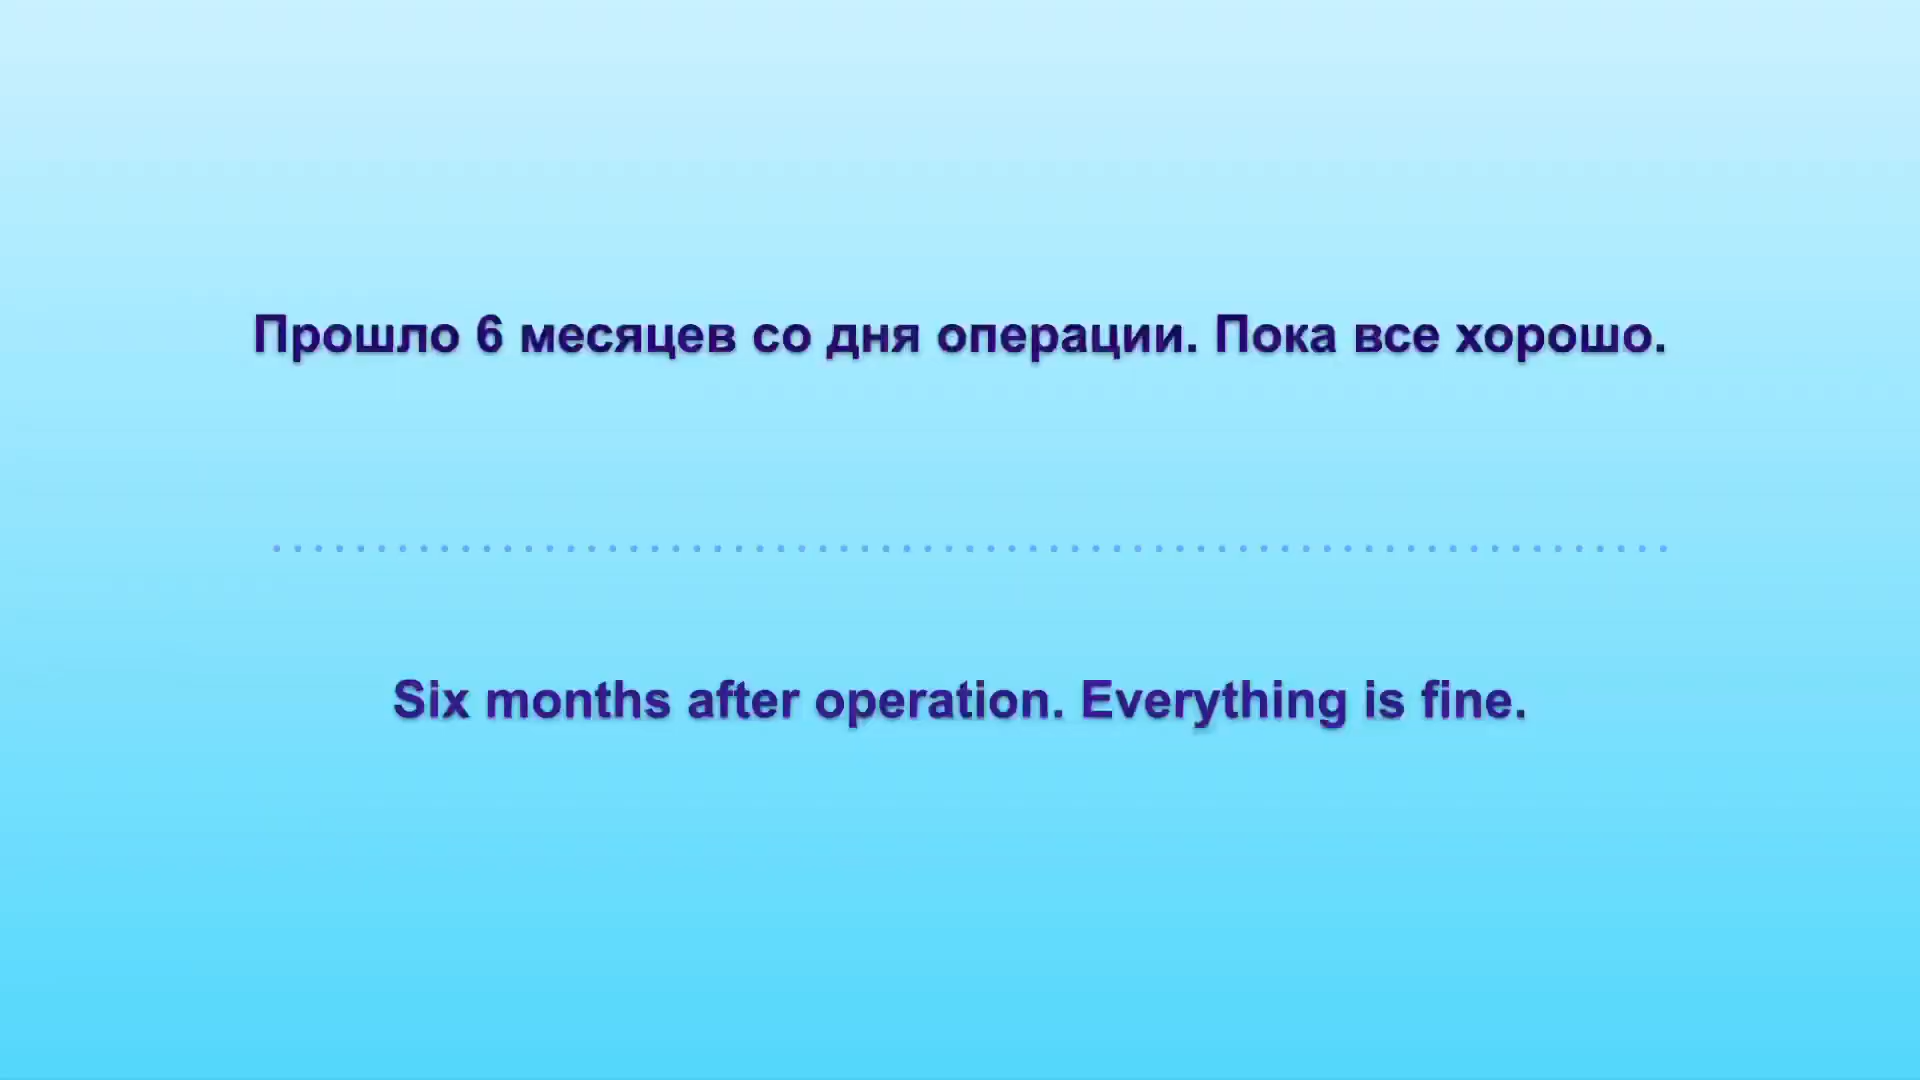 Прошло 6 месяцев со дня операции. Пока все хорошо.
Six months after operation. Everything is fine.